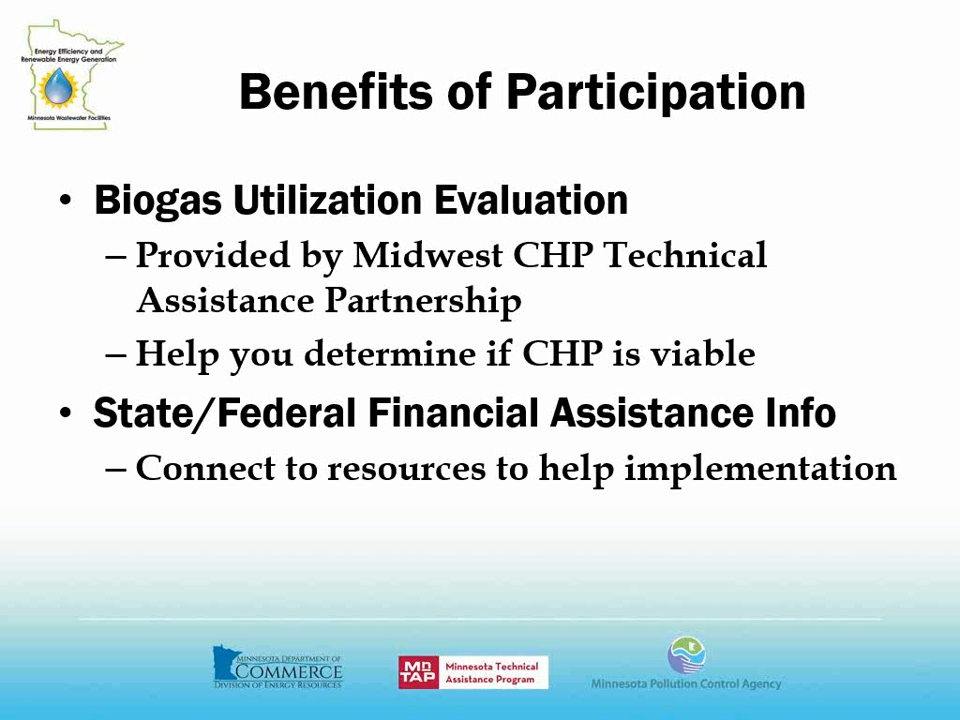 Energy Efficiency and
Renewable Energy Generation
Minnesota Wastewater Facilities
Benefits of Participation
• Biogas Utilization Evaluation
– Provided by Midwest CHP Technical
Assistance Partnership
– Help you determine if CHP is viable
• State/Federal Financial Assistance Info
– Connect to resources to help implementation
MINNESOTA DEPARTMENT OF
COMMERCE
DIVISION OF ENERGY RESOURCES
MN
TAP
Minnesota Technical
Assistance Program
Minnesota Pollution Control Agency